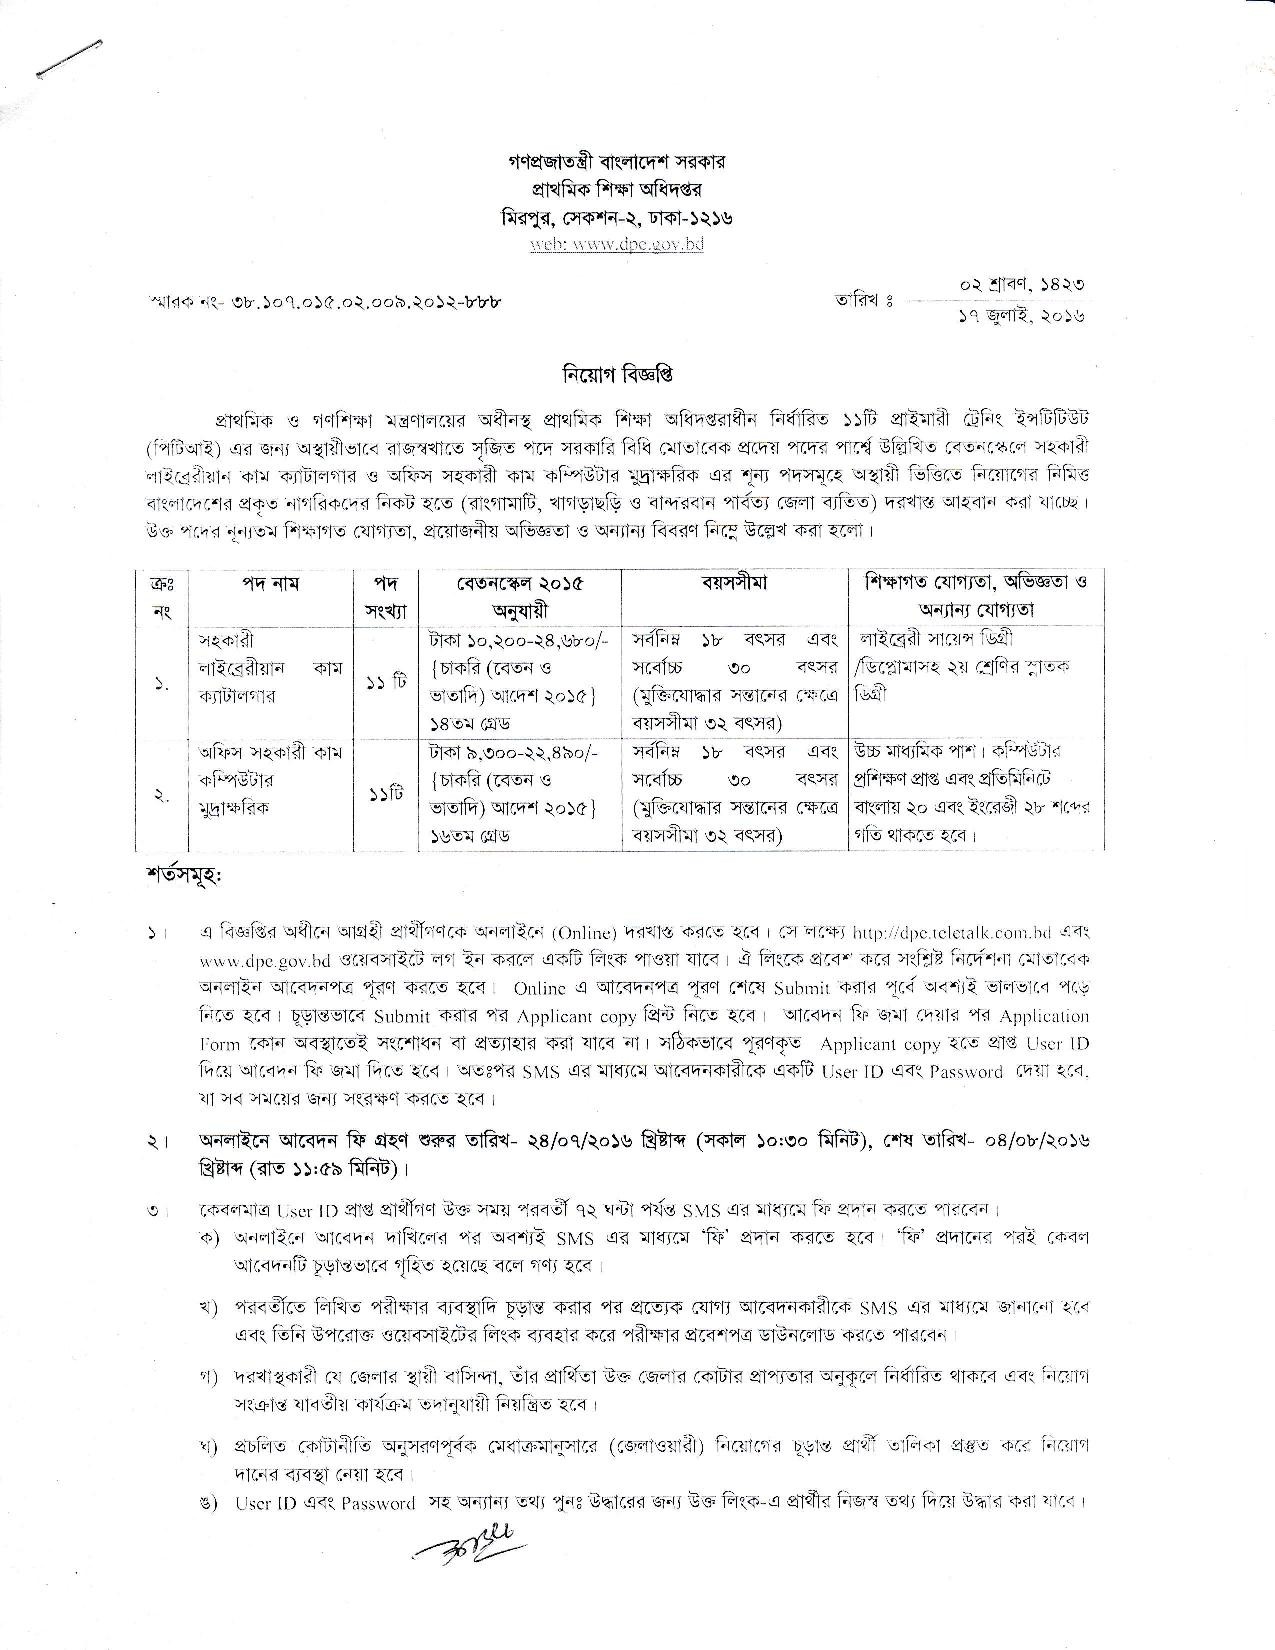 গণপ্রজাতন্ত্রী বাংলাদেশ সরকার
প্রাথমিক শিক্ষা অধিদপ্তর
মিরপুর, সেকশন-২, ঢাকা-১২১৬
web: www.dpe.gov.bd
স্মারক নং- ৩৮.১০৭.০১৫.০২.০০৯.২০১২-৮৮৮
তারিখ ঃ
০২ শ্রাবণ, ১৪২৩
১৭ জুলাই, ২০১৬
নিয়োগ বিজ্ঞপ্তি
প্রাথমিক ও গণশিক্ষা মন্ত্রণালয়ের অধীনস্থ প্রাথমিক শিক্ষা অধিদপ্তরাধীন নির্ধারিত ১১টি প্রাইমারী ট্রেনিং ইন্সটিটিউট
(পিটিআই) এর জন্য অস্থায়ীভাবে রাজস্বখাতে সৃজিত পদে সরকারি বিধি মোতাবেক প্রদেয় পদের পার্শ্বে উল্লিখিত বেতনস্কেলে সহকারী
লাইব্রেরীয়ান কাম ক্যাটালগার ও অফিস সহকারী কাম কম্পিউটার মুদ্রাক্ষরিক এর শূন্য পদসমূহে অস্থায়ী ভিত্তিতে নিয়োগের নিমিত্ত
বাংলাদেশের প্রকৃত নাগরিকদের নিকট হতে (রাংগামাটি, খাগড়াছড়ি ও বান্দরবান পার্বত্য জেলা ব্যতিত) দরখাস্ত আহবান করা যাচ্ছে।
উক্ত পদের নূন্যতম শিক্ষাগত যোগ্যতা, প্রয়োজনীয় অভিজ্ঞতা ও অন্যান্য বিবরণ নিম্নে উল্লেখ করা হলো।
ক্রঃ নং
পদ নাম
পদ সংখ্যা
বেতনস্কেল ২০১৫ অনুযায়ী
বয়সসীমা
শিক্ষাগত যোগ্যতা, অভিজ্ঞতা ও অন্যান্য যোগ্যতা
১.
সহকারী
লাইব্রেরীয়ান কাম
ক্যাটালগার
১১ টি
টাকা ১০,২০০-২৪,৬৮০/-
{চাকরি (বেতন ও
ভাতাদি) আদেশ ২০১৫}
১৪তম গ্রেড
সর্বনিম্ন ১৮ বৎসর এবং
সর্বোচ্চ ৩০ বৎসর
(মুক্তিযোদ্ধার সন্তানের ক্ষেত্রে
বয়সসীমা ৩২ বৎসর)
লাইব্রেরী সায়েন্স ডিগ্রী
/ডিপ্লোমাসহ ২য় শ্রেণির স্নাতক
ডিগ্রী
২.
অফিস সহকারী কাম
কম্পিউটার
মুদ্রাক্ষরিক
১১টি
টাকা ৯,৩০০-২২,৪৯০/-
{চাকরি (বেতন ও
ভাতাদি) আদেশ ২০১৫}
১৬তম গ্রেড
সর্বনিম্ন ১৮ বৎসর এবং
সর্বোচ্চ ৩০ বৎসর
(মুক্তিযোদ্ধার সন্তানের ক্ষেত্রে
বয়সসীমা ৩২ বৎসর)
উচ্চ মাধ্যমিক পাশ। কম্পিউটার
প্রশিক্ষণ প্রাপ্ত এবং প্রতিমিনিটে
বাংলায় ২০ এবং ইংরেজী ২৮ শব্দের
গতি থাকতে হবে।
শর্তসমূহ:
১। এ বিজ্ঞপ্তির অধীনে আগ্রহী প্রার্থীগণকে অনলাইনে (Online) দরখাস্ত করতে হবে। সে লক্ষ্যে http://dpe.teletalk.com.bd এবং
www.dpe.gov.bd ওয়েবসাইটে লগ ইন করলে একটি লিংক পাওয়া যাবে। ঐ লিংকে প্রবেশ করে সংশ্লিষ্ট নির্দেশনা মোতাবেক
অনলাইন আবেদনপত্র পূরণ করতে হবে। Online এ আবেদনপত্র পূরণ শেষে Submit করার পূর্বে অবশ্যই ভালভাবে পড়ে
নিতে হবে। চূড়ান্তভাবে Submit করার পর Applicant copy প্রিন্ট নিতে হবে। আবেদন ফি জমা দেয়ার পর Application
Form কোন অবস্থাতেই সংশোধন বা প্রত্যাহার করা যাবে না। সঠিকভাবে পূরণকৃত Applicant copy হতে প্রাপ্ত User ID
দিয়ে আবেদন ফি জমা দিতে হবে। অতঃপর SMS এর মাধ্যমে আবেদনকারীকে একটি User ID এবং Password দেয়া হবে,
যা সব সময়ের জন্য সংরক্ষণ করতে হবে।
২। অনলাইনে আবেদন ফি গ্রহণ শুরুর তারিখ- ২৪/০৭/২০১৬ খ্রিষ্টাব্দ (সকাল ১০:৩০ মিনিট), শেষ তারিখ- ০৪/০৮/২০১৬
খ্রিষ্টাব্দ (রাত ১১:৫৯ মিনিট)।
৩। কেবলমাত্র User ID প্রাপ্ত প্রার্থীগণ উক্ত সময় পরবর্তী ৭২ ঘন্টা পর্যন্ত SMS এর মাধ্যমে ফি প্রদান করতে পারবেন।
ক) অনলাইনে আবেদন দাখিলের পর অবশ্যই SMS এর মাধ্যমে ‘ফি’ প্রদান করতে হবে। ‘ফি’ প্রদানের পরই কেবল
আবেদনটি চূড়ান্তভাবে গৃহিত হয়েছে বলে গণ্য হবে।
খ) পরবর্তীতে লিখিত পরীক্ষার ব্যবস্থাদি চূড়ান্ত করার পর প্রত্যেক যোগ্য আবেদনকারীকে SMS এর মাধ্যমে জানানো হবে
এবং তিনি উপরোক্ত ওয়েবসাইটের লিংক ব্যবহার করে পরীক্ষার প্রবেশপত্র ডাউনলোড করতে পারবেন।
গ) দরখাস্তকারী যে জেলার স্থায়ী বাসিন্দা, তাঁর প্রার্থিতা উক্ত জেলার কোটার প্রাপ্যতার অনুকূলে নির্ধারিত থাকবে এবং নিয়োগ
সংক্রান্ত যাবতীয় কার্যক্রম তদানুযায়ী নিয়ন্ত্রিত হবে।
ঘ) প্রচলিত কোটানীতি অনুসরণপূর্বক মেধাক্রমানুসারে (জেলাওয়ারী) নিয়োগের চূড়ান্ত প্রার্থী তালিকা প্রস্তুত করে নিয়োগ
দানের ব্যবস্থা নেয়া হবে।
ঙ) User ID এবং Password সহ অন্যান্য তথ্য পুনঃ উদ্ধারের জন্য উক্ত লিংক-এ প্রার্থীর নিজস্ব তথ্য দিয়ে উদ্ধার করা যাবে।